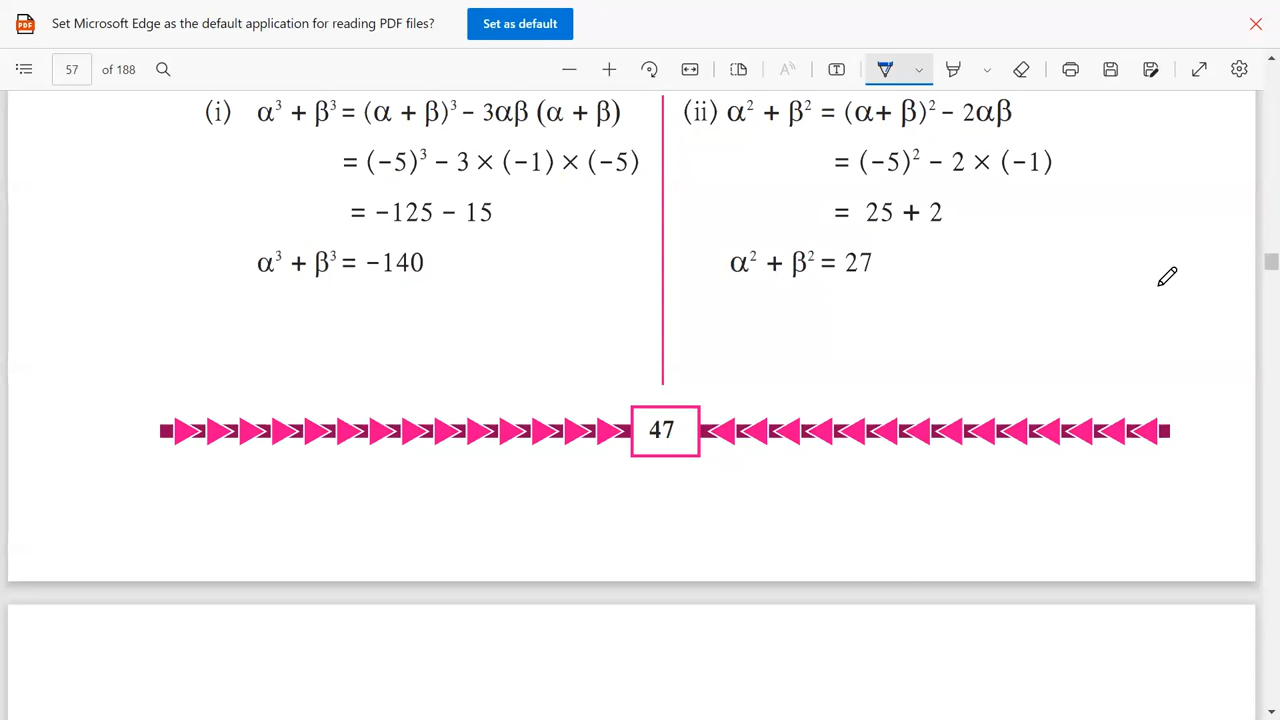 Set Microsoft Edge as the default application for reading PDF files? Set as default
57 of 188
(i) α³ + β³ = (α + β)³ – 3αβ (α + β)
= (–5)³ – 3 × (–1) × (–5)
= –125 – 15
α³ + β³ = –140
(ii) α² + β² = (α+ β)² – 2αβ
= (–5)² – 2 × (–1)
= 25 + 2
α² + β² = 27
47